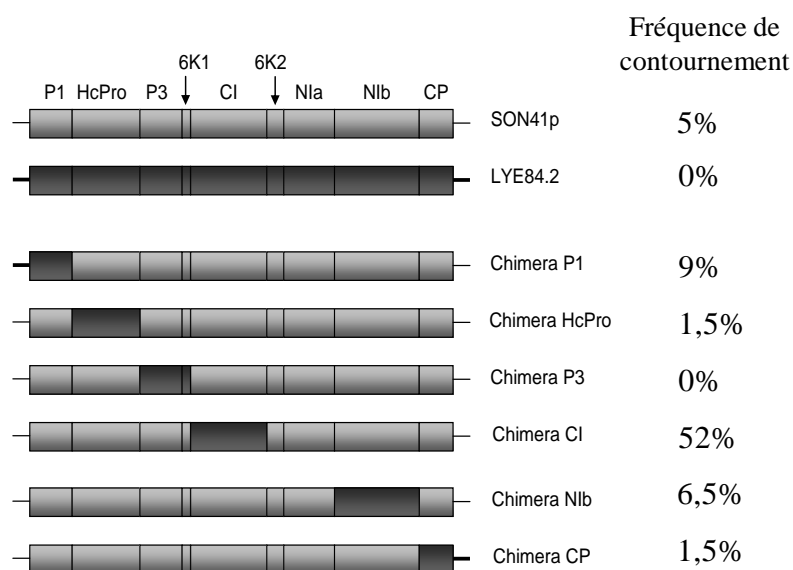 Fréquence de
contournement
6K1 6K2
P1 HcPro P3 CI NIa NIb CP
SON41p 5%
LYE84.2 0%
Chimera P1 9%
Chimera HcPro 1,5%
Chimera P3 0%
Chimera CI 52%
Chimera NIb 6,5%
Chimera CP 1,5%